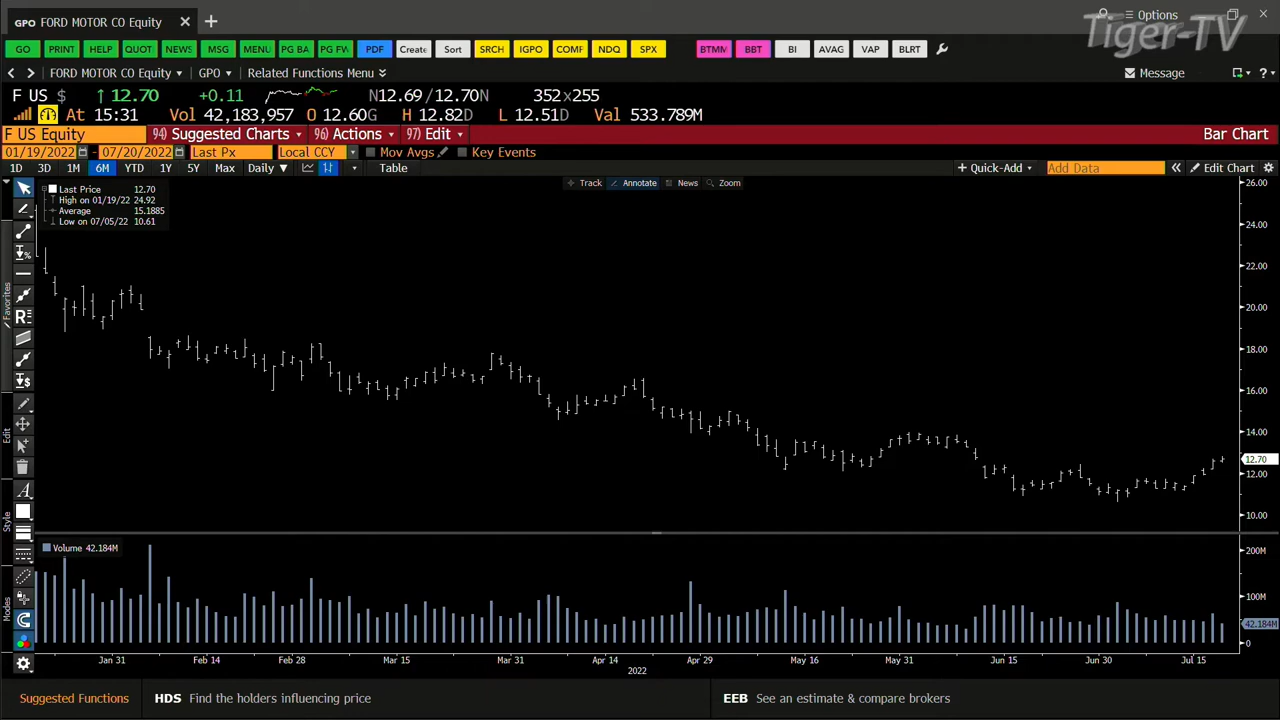 GPO FORD MOTOR CO Equity
Options
Tiger-TV
GO PRINT HELP QUOT NEWS MSG MENU PG BA PG FW PDF Create Sort SRCH IGPO COMF NDQ SPX BTMM BBT BI AVAG VAP BLRT
FORD MOTOR CO Equity GPO Related Functions Menu Message ?
F US $ ↑ 12.70 +0.11 N12.69/12.70N 352x255
At 15:31 Vol 42,183,957 O 12.60G H 12.82D L 12.51D Val 533.789M
F US Equity 94) Suggested Charts 96) Actions 97) Edit Bar Chart
01/19/2022 - 07/20/2022 Last Px Local CCY Mov Avgs Key Events
1D 3D 1M 6M YTD 1Y 5Y Max Daily ▼ Table + Quick-Add Add Data « Edit Chart
Track Annotate News Zoom
Last Price 12.70
High on 01/19/22 24.92
Average 15.1885
Low on 07/05/22 10.61
26.00
24.00
22.00
20.00
18.00
16.00
14.00
12.70
12.00
10.00
Favorites
Edit
Style
Modes
Volume 42.184M
200M
100M
42.184M
0
Jan 31 Feb 14 Feb 28 Mar 15 Mar 31 Apr 14 Apr 29 May 16 May 31 Jun 15 Jun 30 Jul 15
2022
Suggested Functions HDS Find the holders influencing price EEB See an estimate & compare brokers